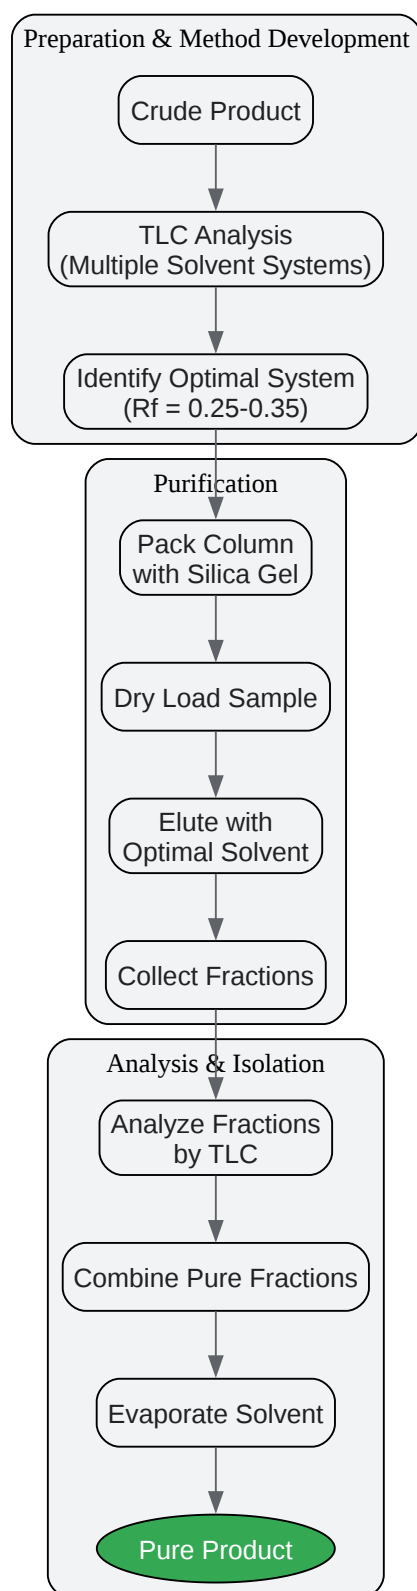 Preparation & Method Development
Crude Product
TLC Analysis
(Multiple Solvent Systems)
Identify Optimal System
(Rf = 0.25-0.35)
Purification
Pack Column
with Silica Gel
Dry Load Sample
Elute with
Optimal Solvent
Collect Fractions
Analysis & Isolation
Analyze Fractions
by TLC
Combine Pure Fractions
Evaporate Solvent
Pure Product